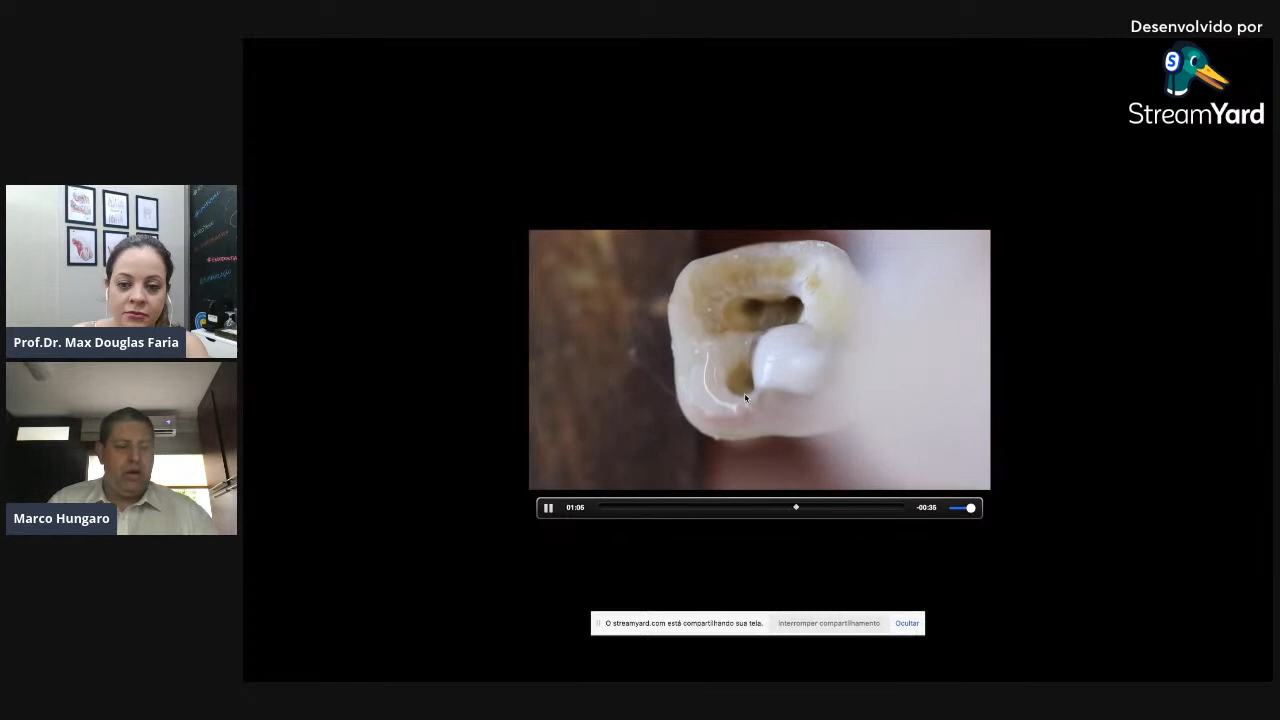 Desenvolvido por
S
StreamYard
Prof.Dr. Max Douglas Faria
Marco Hungaro
01:05
-00:35
O streamyard.com está compartilhando sua tela.
Interromper compartilhamento
Ocultar